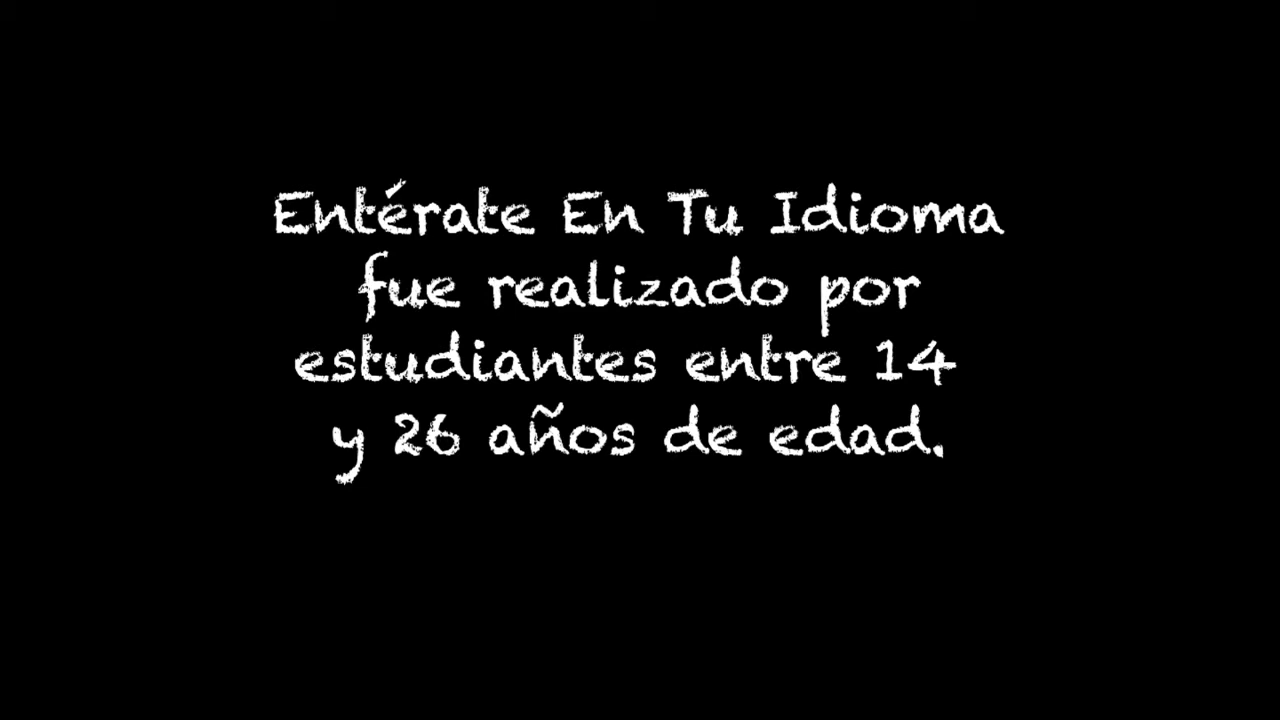 Entérate En Tu Idioma
fue realizado por
estudiantes entre 14
y 26 años de edad.